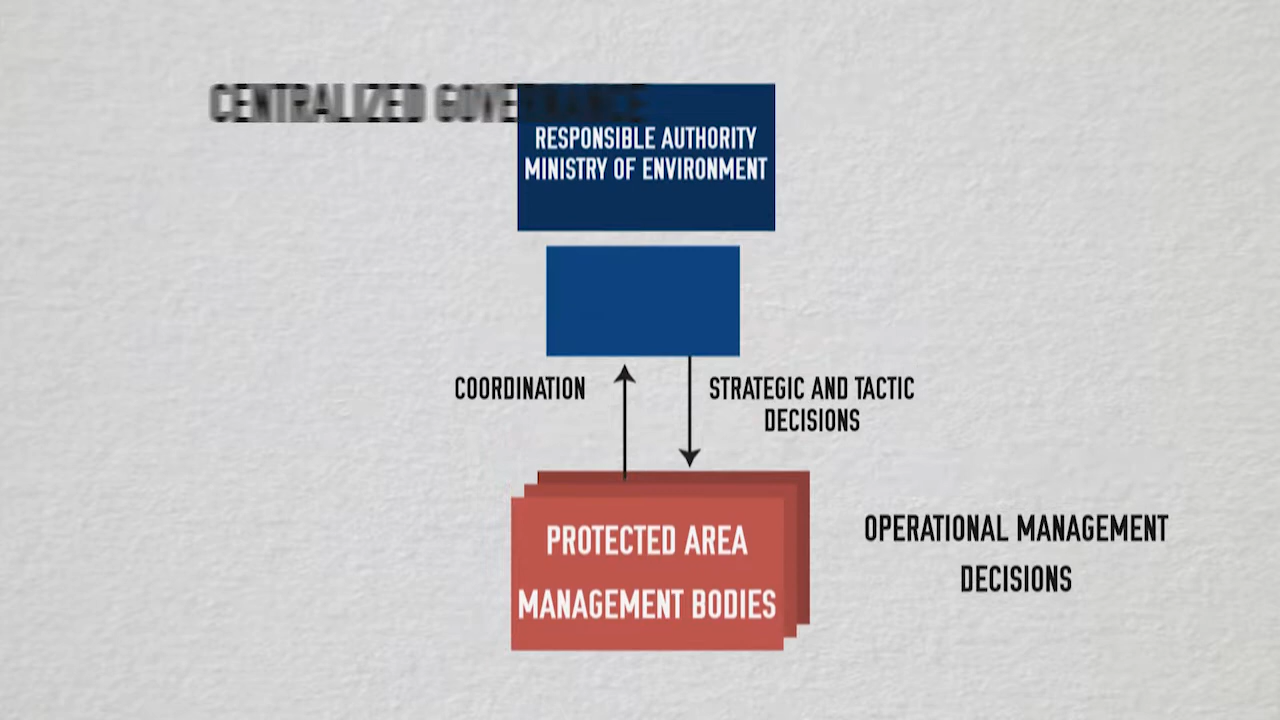 CENTRALIZED GOVERNANCE
RESPONSIBLE AUTHORITY
MINISTRY OF ENVIRONMENT
COORDINATION
STRATEGIC AND TACTIC
DECISIONS
PROTECTED AREA
MANAGEMENT BODIES
OPERATIONAL MANAGEMENT
DECISIONS